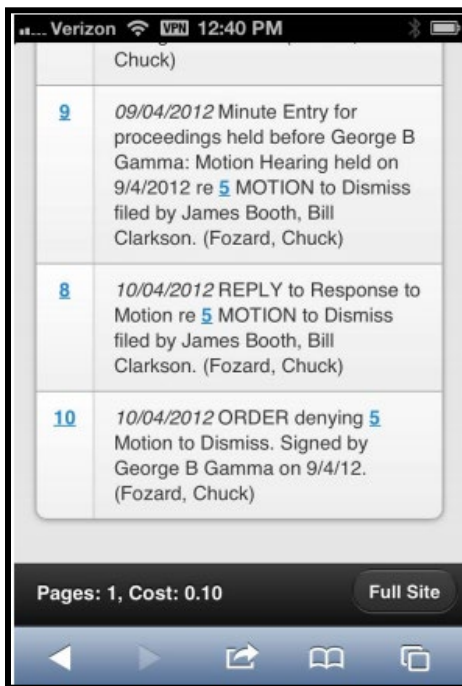 Verizon VPN 12:40 PM
Chuck)
9
09/04/2012 Minute Entry for
proceedings held before George B
Gamma: Motion Hearing held on
9/4/2012 re 5 MOTION to Dismiss
filed by James Booth, Bill
Clarkson. (Fozard, Chuck)
8
10/04/2012 REPLY to Response to
Motion re 5 MOTION to Dismiss
filed by James Booth, Bill
Clarkson. (Fozard, Chuck)
10
10/04/2012 ORDER denying 5
Motion to Dismiss. Signed by
George B Gamma on 9/4/12.
(Fozard, Chuck)
Pages: 1, Cost: 0.10 Full Site